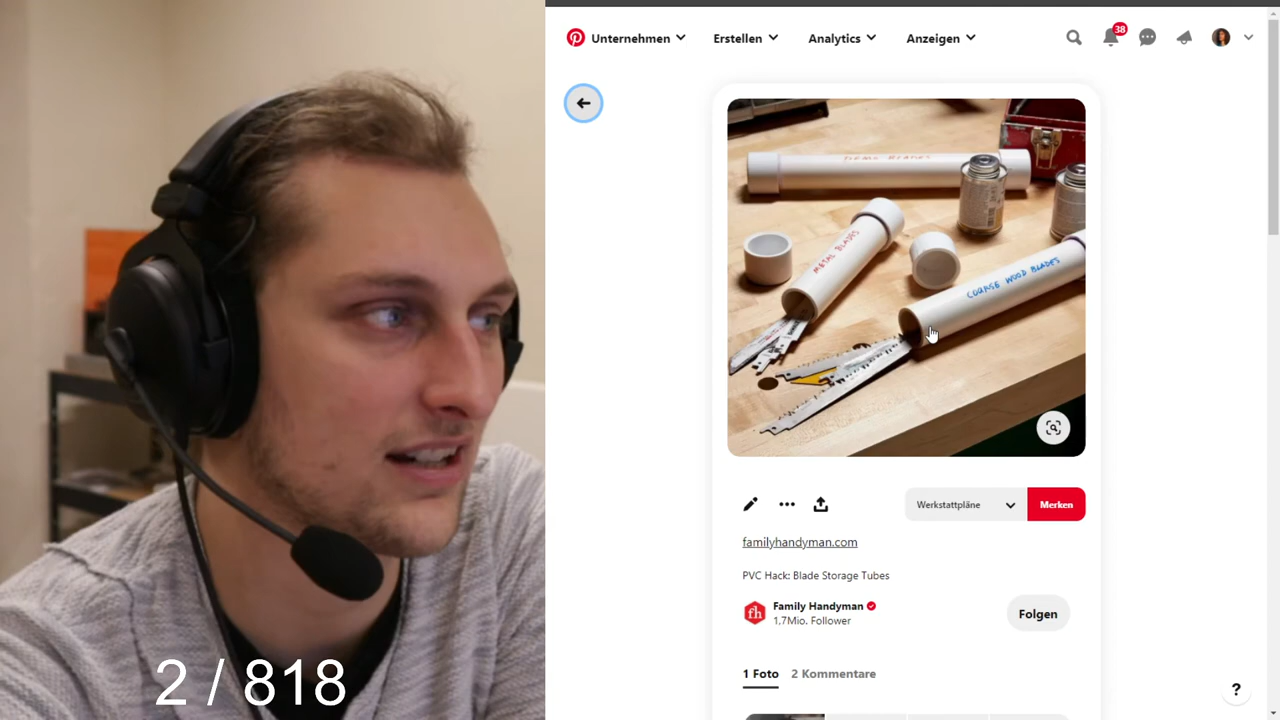 Unternehmen
Erstellen
Analytics
Anzeigen
38
METAL BLADES
COARSE WOOD BLADES
Werkstattpläne
Merken
familyhandyman.com
PVC Hack: Blade Storage Tubes
fh
Family Handyman
1,7Mio. Follower
Folgen
1 Foto
2 Kommentare
?
2 / 818